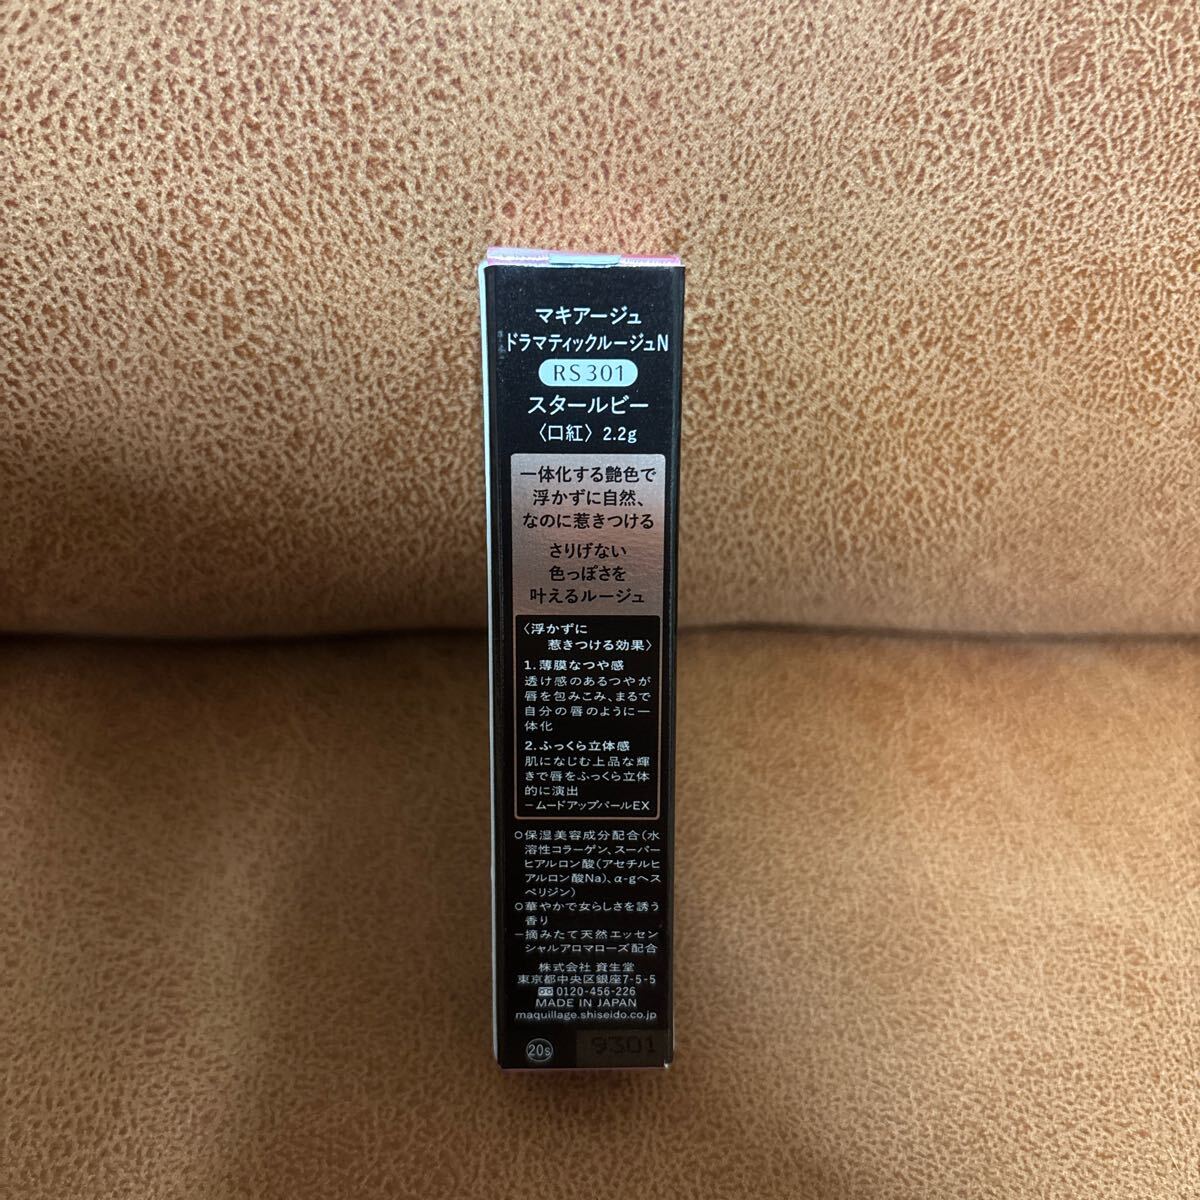 マキアージュ
ドラマティックルージュN
RS301
スタールビー
〈口紅〉2.2g
一体化する艶色で
浮かずに自然、
なのに惹きつける
さりげない
色っぽさを
叶えるルージュ
〈浮かずに
惹きつける効果〉
1.薄膜なつや感
透け感のあるつやが
唇を包みこみ、まるで
自分の唇のように一
体化
2.ふっくら立体感
肌になじむ上品な輝
きで唇をふっくら立体
的に演出
−ムードアップパールEX
○保湿美容成分配合(水
溶性コラーゲン、スーパー
ヒアルロン酸(アセチルヒ
アルロン酸Na)、α-gヘス
ペリジン)
○華やかで女らしさを誘う
香り
−摘みたて天然エッセン
シャルアロマローズ配合
株式会社 資生堂
東京都中央区銀座7-5-5
0120-456-226
MADE IN JAPAN
maquillage.shiseido.co.jp
20s
9301